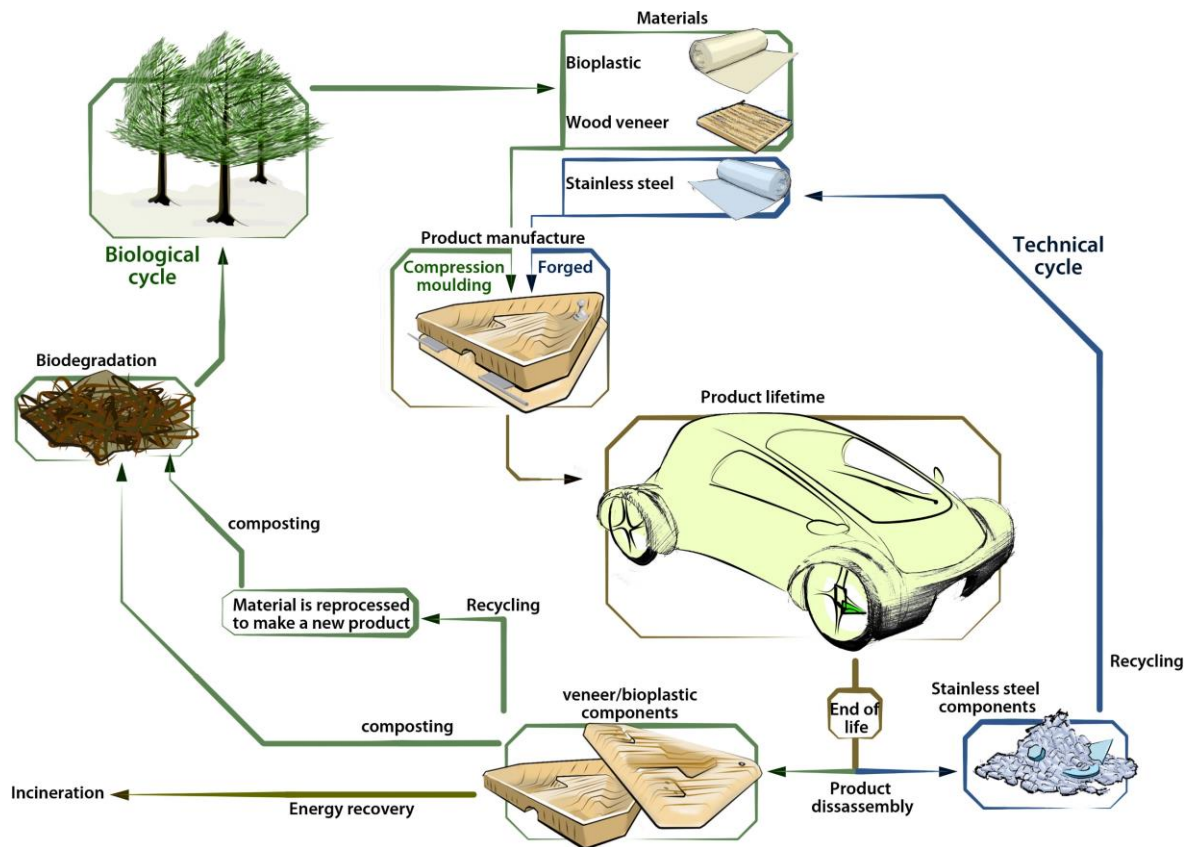 Materials
Bioplastic
Wood veneer
Stainless steel
Product manufacture
Compression
moulding
Forged
Biological
cycle
Technical
cycle
Biodegradation
Product lifetime
composting
Material is reprocessed
to make a new product
Recycling
Recycling
veneer/bioplastic
components
End of
life
Stainless steel
components
composting
Product
disassembly
Incineration
Energy recovery